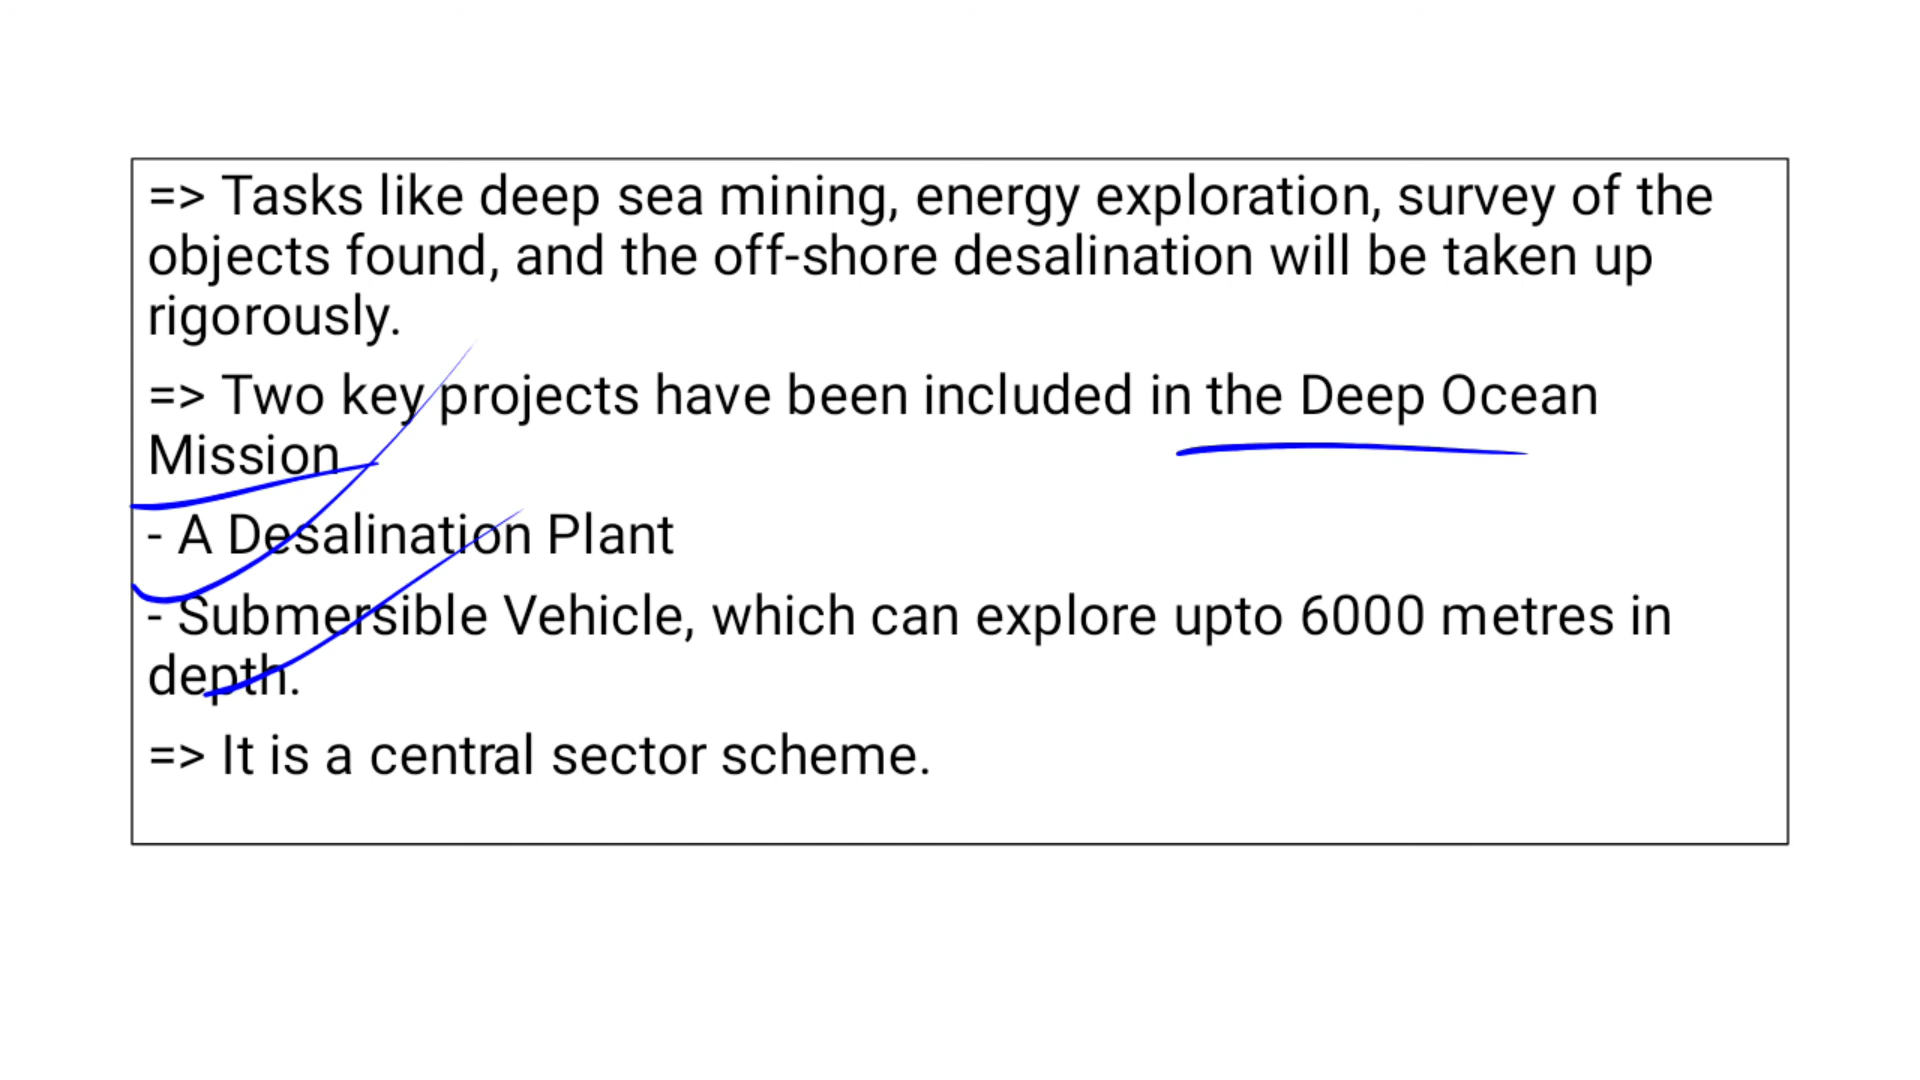 => Tasks like deep sea mining, energy exploration, survey of the
objects found, and the off-shore desalination will be taken up
rigorously.
=> Two key projects have been included in the Deep Ocean
Mission
- A Desalination Plant
- Submersible Vehicle, which can explore upto 6000 metres in
depth.
=> It is a central sector scheme.